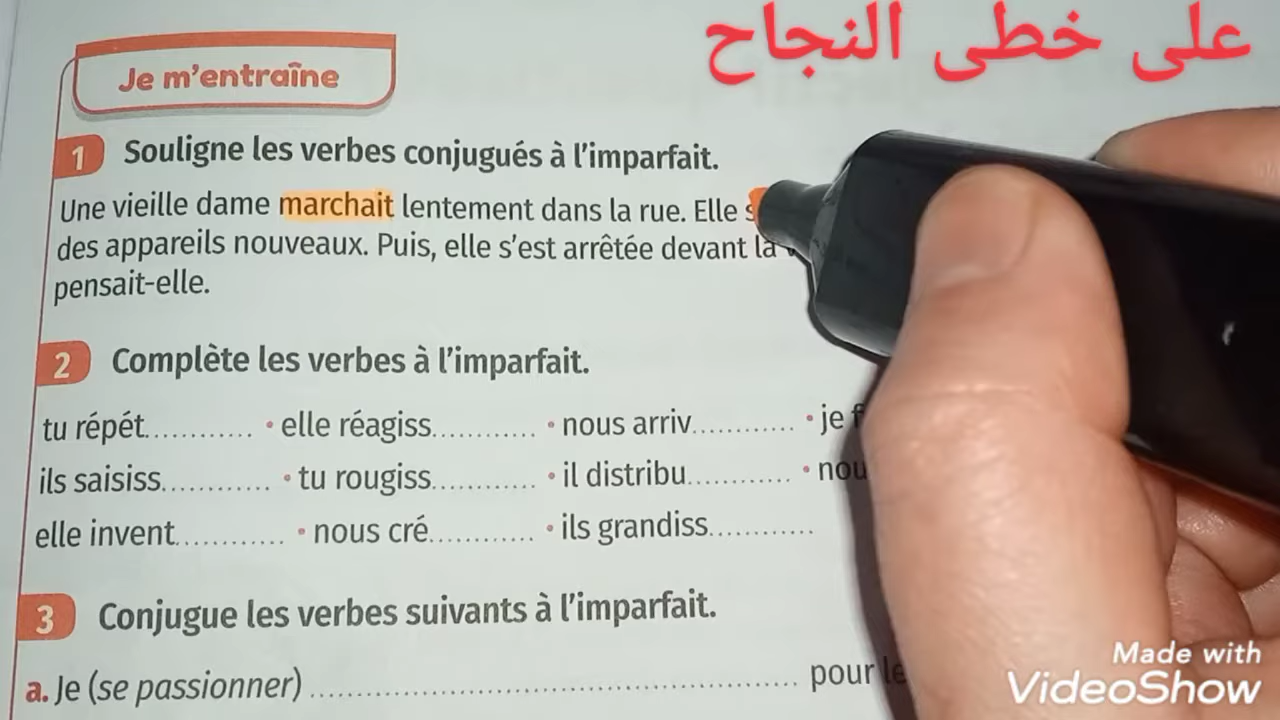 على خطى النجاح
Je m'entraîne
1 Souligne les verbes conjugués à l'imparfait.
Une vieille dame marchait lentement dans la rue. Elle
des appareils nouveaux. Puis, elle s'est arrêtée devant la
pensait-elle.
2 Complète les verbes à l'imparfait.
tu répét............ • elle réagiss............ • nous arriv............ • je
ils saisiss............ • tu rougiss............ • il distribu............ •
elle invent............ • nous cré............ • ils grandiss............
3 Conjugue les verbes suivants à l'imparfait.
a. Je (se passionner) ........................................................ pour
Made with
VideoShow